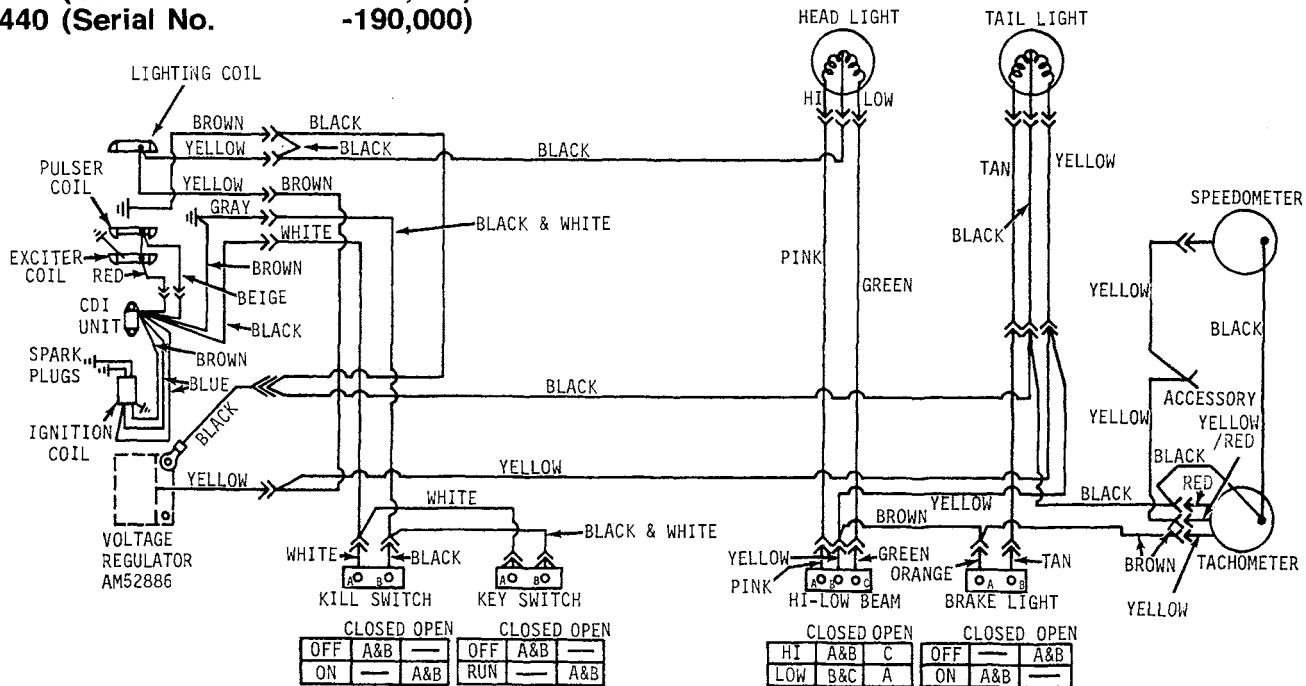 440 (Serial No. -190,000)
HEAD LIGHT
TAIL LIGHT
LIGHTING COIL
HI
LOW
BROWN
BLACK
YELLOW
BLACK
BLACK
PULSER
COIL
YELLOW
BROWN
TAN
YELLOW
GRAY
BLACK & WHITE
SPEEDOMETER
WHITE
BLACK
EXCITER
COIL
RED
BROWN
PINK
GREEN
BEIGE
YELLOW
CDI
UNIT
BLACK
BLACK
SPARK
PLUGS
BROWN
BLUE
BLACK
ACCESSORY
IGNITION
COIL
BLACK
YELLOW
YELLOW
/RED
BLACK
YELLOW
YELLOW
RED
BLACK
WHITE
YELLOW
BROWN
BLACK & WHITE
VOLTAGE
REGULATOR
AM52886
WHITE
BLACK
YELLOW
PINK
GREEN
ORANGE
TAN
BROWN
TACHOMETER
A B
A B
A B C
A B
YELLOW
KILL SWITCH
KEY SWITCH
HI-LOW BEAM
BRAKE LIGHT
CLOSED OPEN
OFF A&B —
ON — A&B
CLOSED OPEN
OFF A&B —
RUN — A&B
CLOSED OPEN
HI A&B C
LOW B&C A
CLOSED OPEN
OFF — A&B
ON A&B —